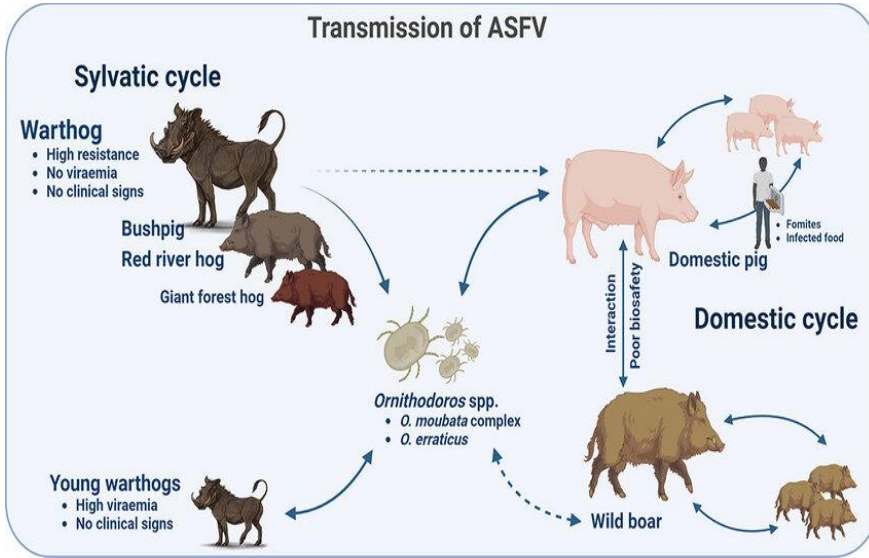 Transmission of ASFV
Sylvatic cycle
Warthog
• High resistance
• No viraemia
• No clinical signs
Bushpig
Red river hog
Giant forest hog
Ornithodoros spp.
• O. moubata complex
• O. erraticus
Young warthogs
• High viraemia
• No clinical signs
• Fomites
• Infected food
Domestic pig
Domestic cycle
Interaction
Poor biosafety
Wild boar